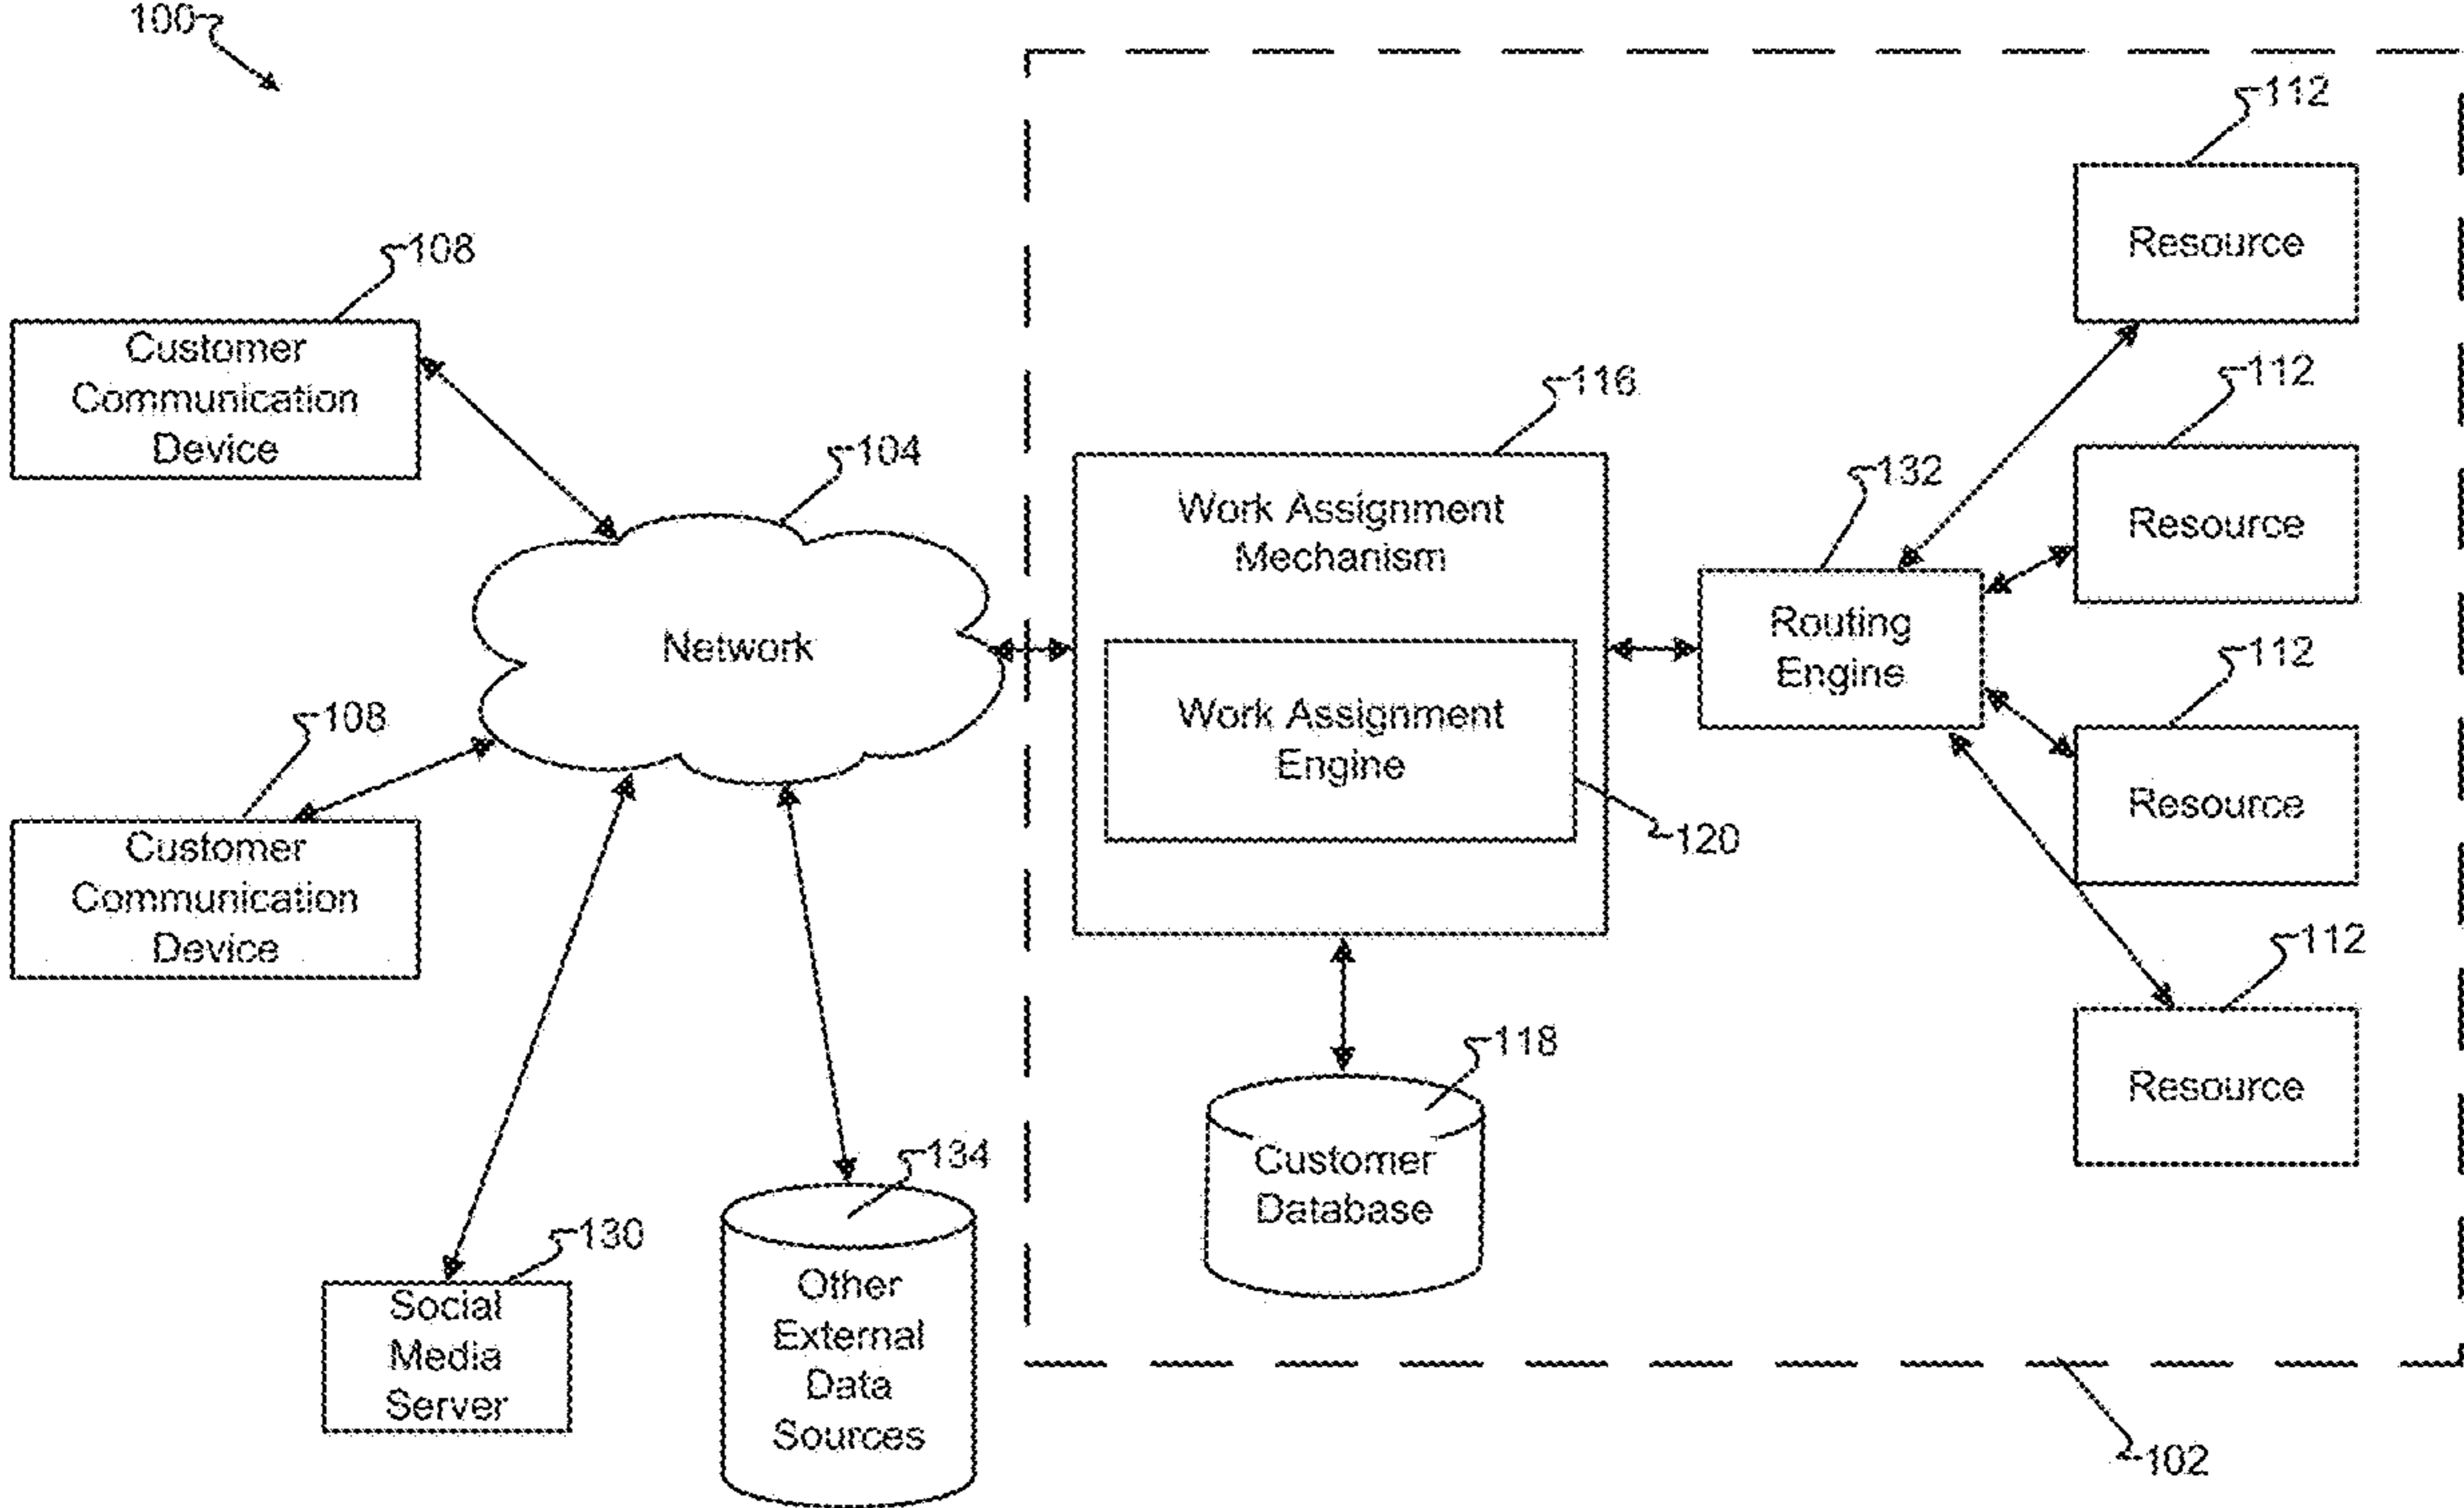 100
112
Resource
108
Customer
Communication
Device
112
Resource
116
104
132
Work Assignment
Mechanism
Network
Routing
Engine
Work Assignment
Engine
120
112
Resource
108
Customer
Communication
Device
112
Resource
118
Customer
Database
134
Other
External
Data
Sources
130
Social
Media
Server
102